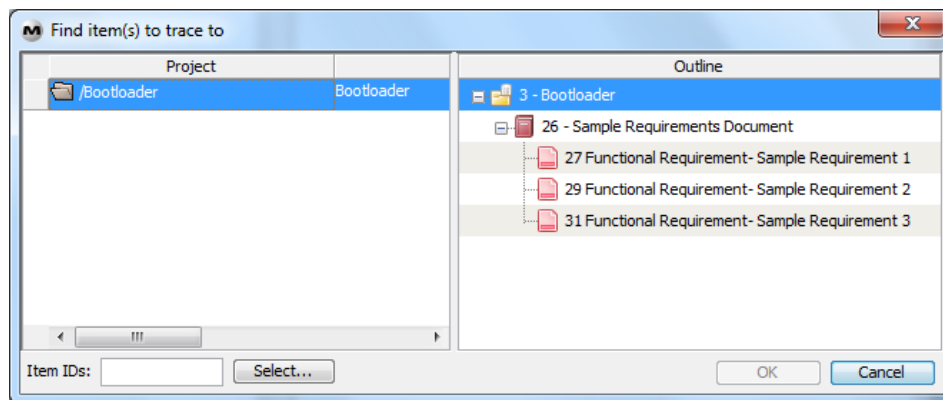 Find item(s) to trace to
Project
Outline
/Bootloader
Bootloader
3 - Bootloader
26 - Sample Requirements Document
27 Functional Requirement- Sample Requirement 1
29 Functional Requirement- Sample Requirement 2
31 Functional Requirement- Sample Requirement 3
Item IDs:
Select...
OK
Cancel